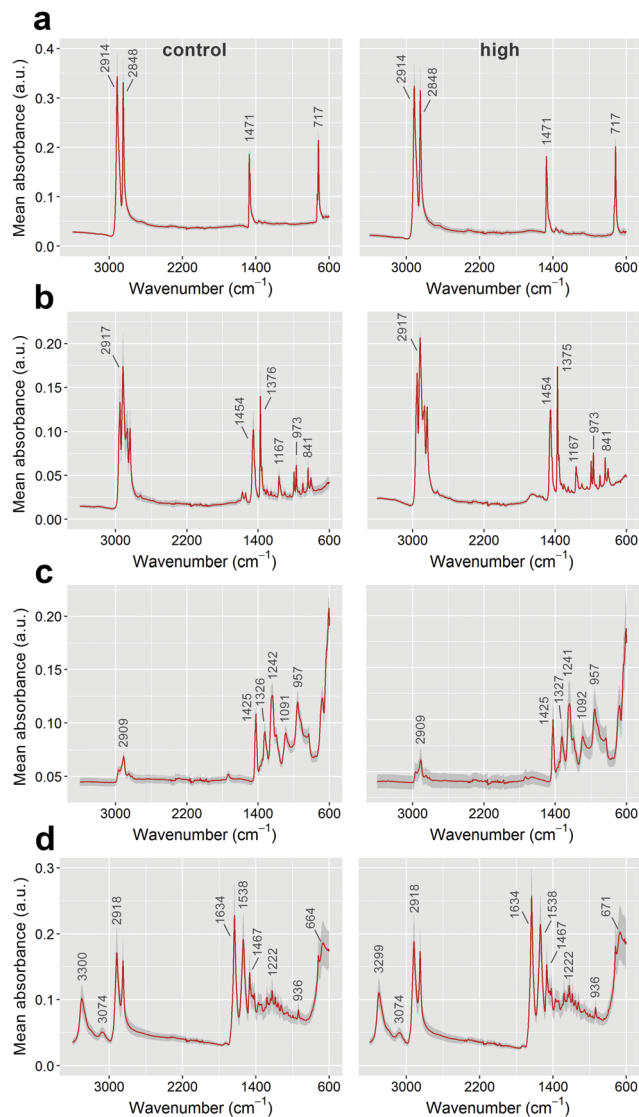 a
control
high
Mean absorbance (a.u.)
0.4
0.3
0.2
0.1
0.0
2914
2848
1471
717
2914
2848
1471
717
3000 2200 1400 600
3000 2200 1400 600
Wavenumber (cm⁻¹)
Wavenumber (cm⁻¹)
b
Mean absorbance (a.u.)
0.20
0.15
0.10
0.05
0.00
2917
1454
1376
1167
973
841
2917
1454
1375
1167
973
841
3000 2200 1400 600
3000 2200 1400 600
Wavenumber (cm⁻¹)
Wavenumber (cm⁻¹)
c
Mean absorbance (a.u.)
0.20
0.15
0.10
0.05
2909
1425
1326
1242
1091
957
2909
1425
1327
1241
1092
957
3000 2200 1400 600
3000 2200 1400 600
Wavenumber (cm⁻¹)
Wavenumber (cm⁻¹)
d
Mean absorbance (a.u.)
0.3
0.2
0.1
0.0
3300
3074
2918
1634
1538
1467
1222
936
664
3299
3074
2918
1634
1538
1467
1222
936
671
3000 2200 1400 600
3000 2200 1400 600
Wavenumber (cm⁻¹)
Wavenumber (cm⁻¹)